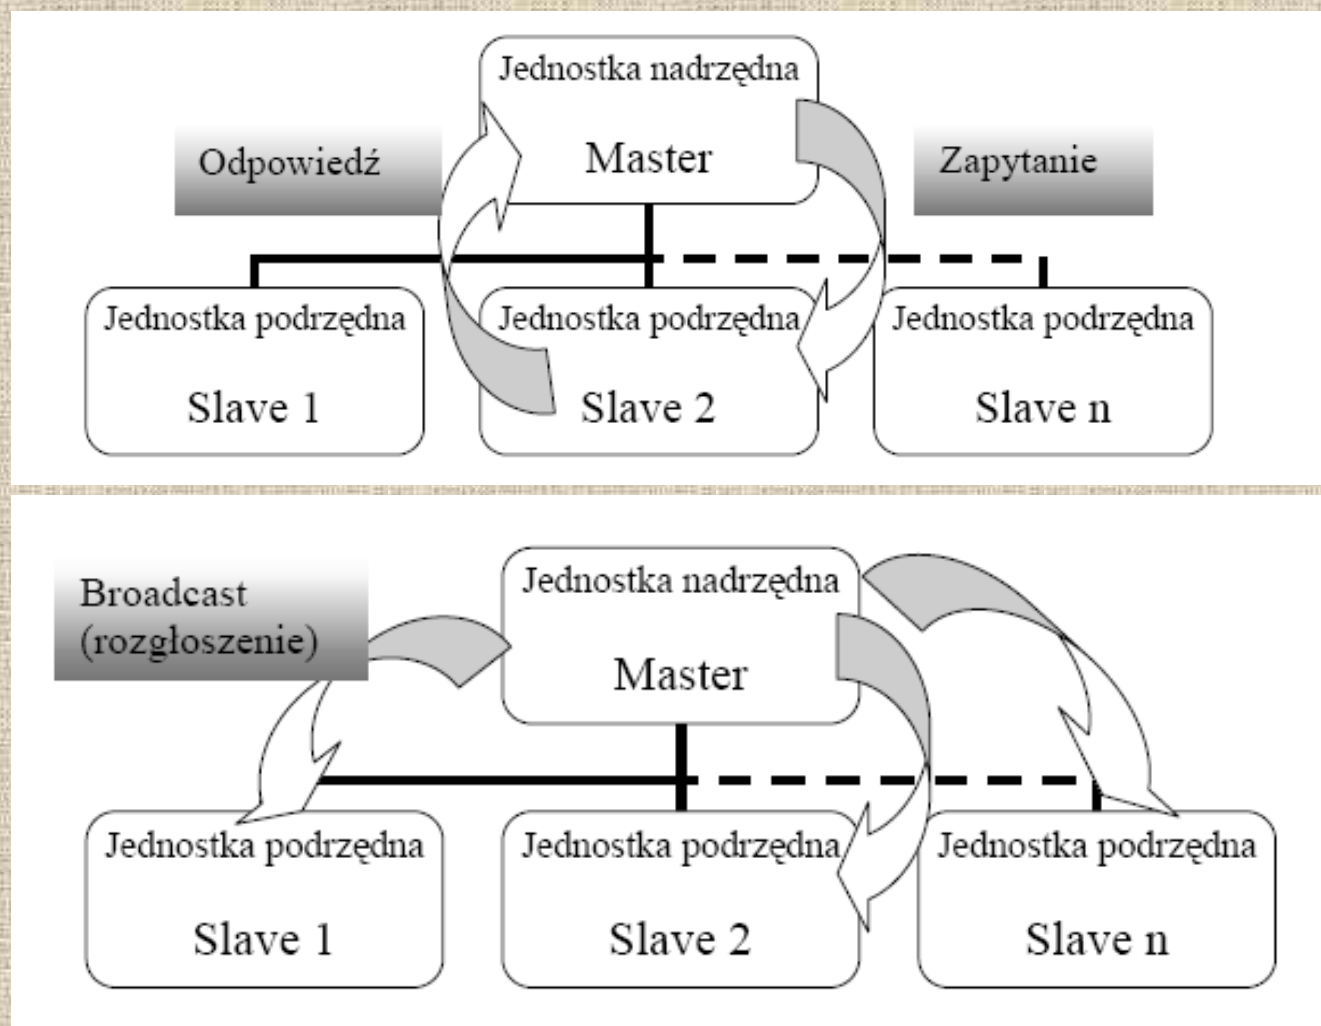 Jednostka nadrzędna
Master
Odpowiedź
Zapytanie
Jednostka podrzędna
Slave 1
Jednostka podrzędna
Slave 2
Jednostka podrzędna
Slave n
Broadcast
(rozgłoszenie)
Jednostka nadrzędna
Master
Jednostka podrzędna
Slave 1
Jednostka podrzędna
Slave 2
Jednostka podrzędna
Slave n